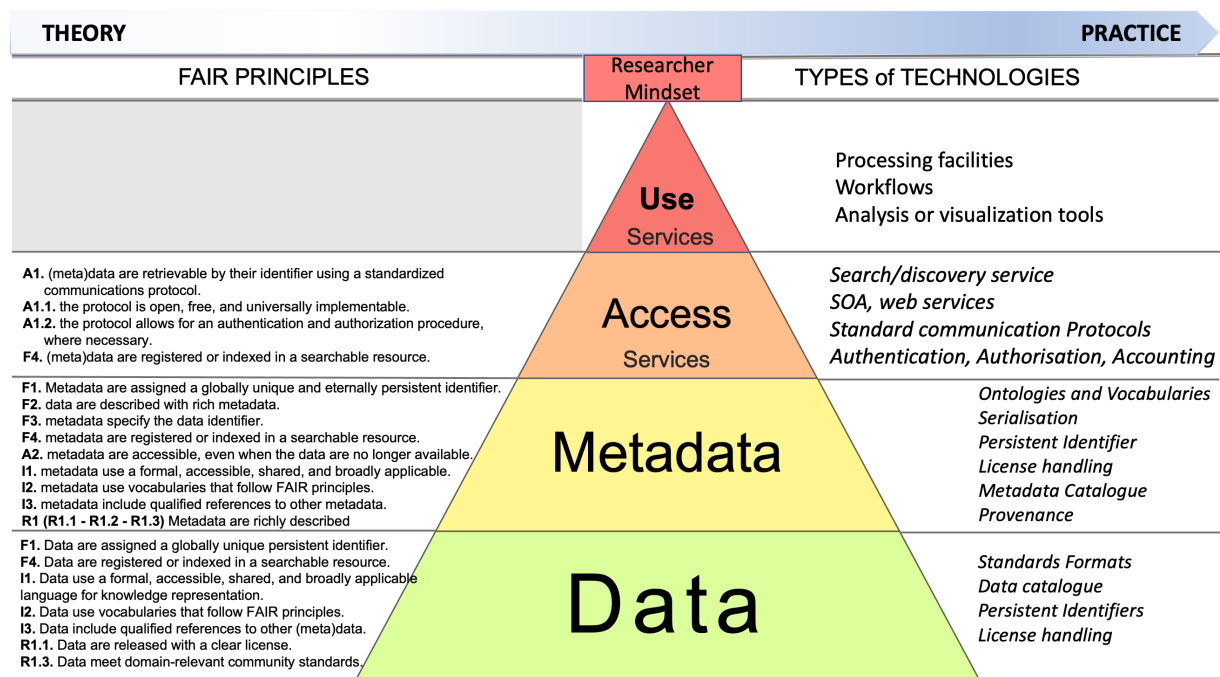 THEORY
PRACTICE
FAIR PRINCIPLES
Researcher
Mindset
TYPES of TECHNOLOGIES
Use
Services
Processing facilities
Workflows
Analysis or visualization tools
A1. (meta)data are retrievable by their identifier using a standardized
communications protocol.
A1.1. the protocol is open, free, and universally implementable.
A1.2. the protocol allows for an authentication and authorization procedure,
where necessary.
F4. (meta)data are registered or indexed in a searchable resource.
Access
Services
Search/discovery service
SOA, web services
Standard communication Protocols
Authentication, Authorisation, Accounting
F1. Metadata are assigned a globally unique and eternally persistent identifier.
F2. data are described with rich metadata.
F3. metadata specify the data identifier.
F4. metadata are registered or indexed in a searchable resource.
A2. metadata are accessible, even when the data are no longer available.
I1. metadata use a formal, accessible, shared, and broadly applicable.
I2. metadata use vocabularies that follow FAIR principles.
I3. metadata include qualified references to other metadata.
R1 (R1.1 - R1.2 - R1.3) Metadata are richly described
Metadata
Ontologies and Vocabularies
Serialisation
Persistent Identifier
License handling
Metadata Catalogue
Provenance
F1. Data are assigned a globally unique persistent identifier.
F4. Data are registered or indexed in a searchable resource.
I1. Data use a formal, accessible, shared, and broadly applicable
language for knowledge representation.
I2. Data use vocabularies that follow FAIR principles.
I3. Data include qualified references to other (meta)data.
R1.1. Data are released with a clear license.
R1.3. Data meet domain-relevant community standards.
Data
Standards Formats
Data catalogue
Persistent Identifiers
License handling